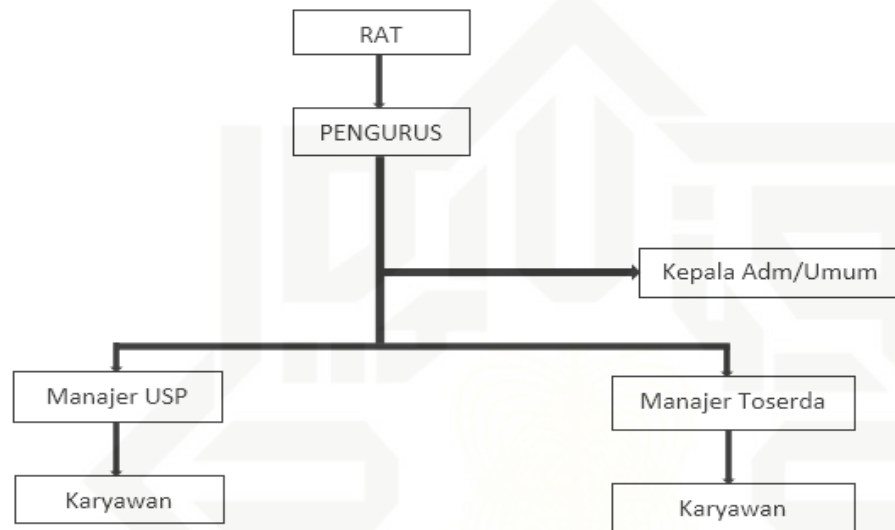 RAT
PENGURUS
Kepala Adm/Umum
Manajer USP
Manajer Toserda
Karyawan
Karyawan